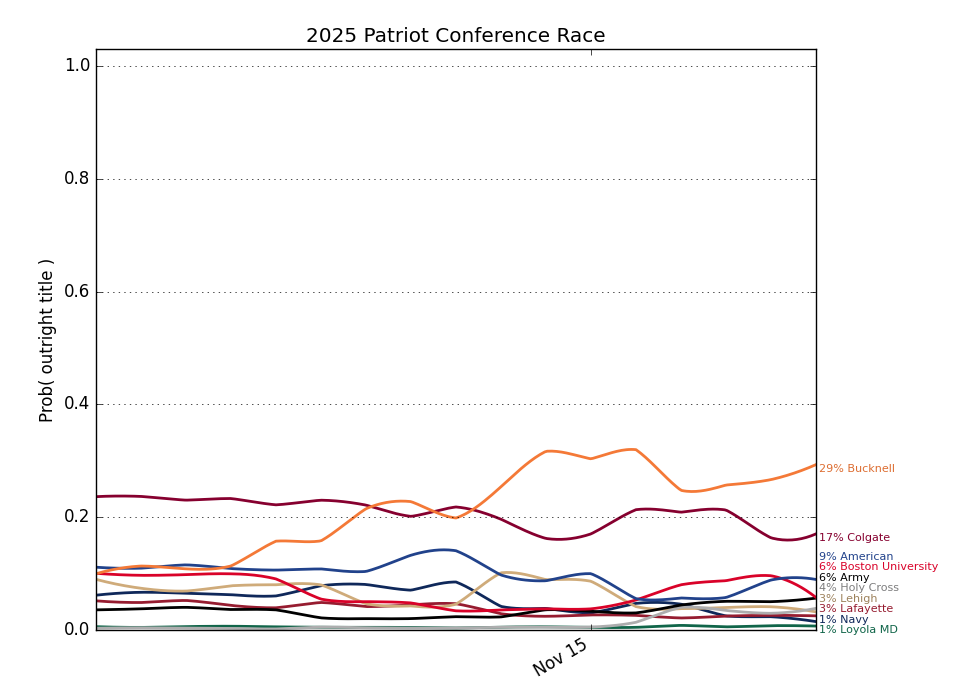 2025 Patriot Conference Race
Prob( outright title )
1.0
0.8
0.6
0.4
0.2
0.0
Nov 15
29% Bucknell
17% Colgate
9% American
6% Boston University
6% Army
4% Holy Cross
3% Lehigh
3% Lafayette
1% Navy
1% Loyola MD